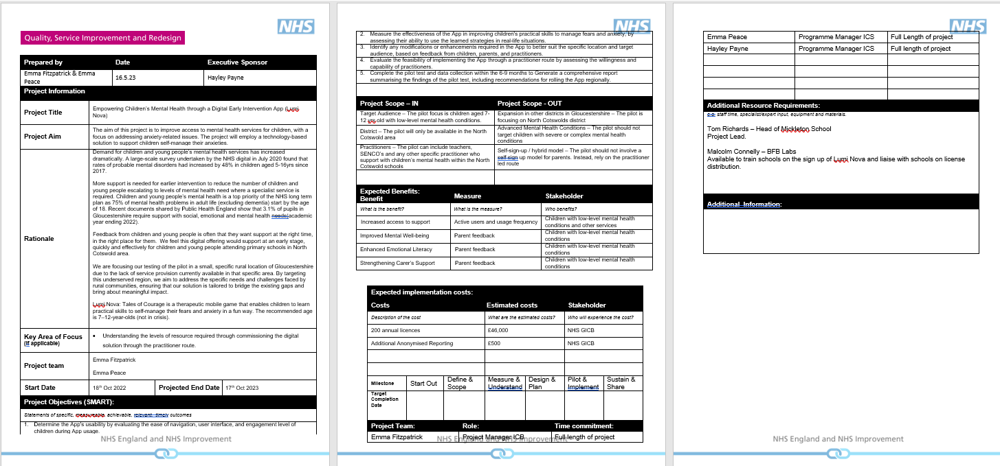 NHS
Quality, Service Improvement and Redesign
Prepared by Date Executive Sponsor
Emma Fitzpatrick & Emma
Peace
16.5.23 Hayley Payne
Project Information
Project Title
Empowering Children's Mental Health through a Digital Early Intervention App (Lumi
Nova)
Project Aim
The aim of this project is to improve access to mental health services for children, with a
focus on addressing anxiety-related issues. The project will employ a technology-based
solution to support children self-manage their anxieties.
Rationale
Demand for children and young people's mental health services has increased
dramatically. A large-scale survey undertaken by the NHS digital in July 2020 found that
rates of probable mental disorders had increased by 48% in children aged 5-16yrs since
2017.
More support is needed for earlier intervention to reduce the number of children and
young people escalating to levels of mental health need where a specialist service is
required. Children and young people's mental health is a top priority of the NHS long term
plan as 75% of mental health problems in adult life (excluding dementia) start by the age
of 18. Recent documents shared by Public Health England show that 3.1% of pupils in
Gloucestershire require support with social, emotional and mental health needs(academic
year ending 2022).
Feedback from children and young people is often that they want support at the right time,
in the right place for them. We feel this digital offering would support at an early stage,
quickly and effectively for children and young people attending primary schools in North
Cotswold area.
We are focusing our testing of the pilot in a small, specific rural location of Gloucestershire
due to the lack of service provision currently available in that specific area. By targeting
this underserved region, we aim to address the specific needs and challenges faced by
rural communities, ensuring that our solution is tailored to bridge the existing gaps and
bring about meaningful impact.
Lumi Nova: Tales of Courage is a therapeutic mobile game that enables children to learn
practical skills to self-manage their fears and anxiety in a fun way. The recommended age
is 7–12-year-olds (not in crisis).
Key Area of Focus
(If applicable)
• Understanding the levels of resource required through commissioning the digital
solution through the practitioner route.
Project team
Emma Fitzpatrick
Emma Peace
Start Date 18th Oct 2022 Projected End Date 17th Oct 2023
Project Objectives (SMART):
Statements of specific, measureable, achievable, relevant, timely outcomes
1. Determine the App's usability by evaluating the ease of navigation, user interface, and engagement level of
children during App usage.
NHS England and NHS Improvement
NHS
2. Measure the effectiveness of the App in improving children's practical skills to manage fears and anxiety, by
assessing their ability to use the learned strategies in real-life situations.
3. Identify any modifications or enhancements required in the App to better suit the specific location and target
audience, based on feedback from children, parents, and practitioners.
4. Evaluate the feasibility of implementing the App through a practitioner route by assessing the willingness and
capability of practitioners.
5. Complete the pilot test and data collection within the 6-9 months to Generate a comprehensive report
summarising the findings of the pilot test, including recommendations for rolling the App regionally.
Project Scope – IN Project Scope - OUT
Target Audience – The pilot focus is children aged 7-
12 yrs old with low-level mental health conditions.
Expansion in other districts in Gloucestershire – The pilot is
focusing on North Cotswolds district
District – The pilot will only be available in the North
Cotswold area
Advanced Mental Health Conditions – The pilot should not
target children with severe or complex mental health
conditions
Practitioners – The pilot can include teachers,
SENCO's and any other specific practitioner who
support with children's mental health within the North
Cotswold schools
Self-sign-up / hybrid model – The pilot should not involve a
self sign up model for parents. Instead, rely on the practitioner
led route
Expected Benefits:
Benefit Measure Stakeholder
What is the benefit? What is the measure? Who benefits?
Increased access to support Active users and usage frequency
Children with low-level mental health
conditions and other services
Improved Mental Well-being Parent feedback
Children with low-level mental health
conditions
Enhanced Emotional Literacy Parent feedback
Children with low-level mental health
conditions
Strengthening Carer's Support Parent feedback
Children with low-level mental health
conditions
Expected implementation costs:
Costs Estimated costs Stakeholder
Description of the cost What are the estimated costs? Who will experience the cost?
200 annual licences £46,000 NHS GICB
Additional Anonymised Reporting £500 NHS GICB
Milestone Start Out
Define &
Scope
Measure &
Understand
Design &
Plan
Pilot &
Implement
Sustain &
Share
Target
Completion
Date
Project Team: Role: Time commitment:
Emma Fitzpatrick Project Manager ICB Full length of project
NHS England and NHS Improvement
NHS
Emma Peace Programme Manager ICS Full Length of project
Hayley Payne Programme Manager ICS Full length of project
Additional Resource Requirements:
e.g. staff time, specialist/expert input, equipment and materials.
Tom Richards – Head of Mickleton School
Project Lead.
Malcolm Connelly – BFB Labs
Available to train schools on the sign up of Lumi Nova and liaise with schools on license
distribution.
Additional Information:
NHS England and NHS Improvement